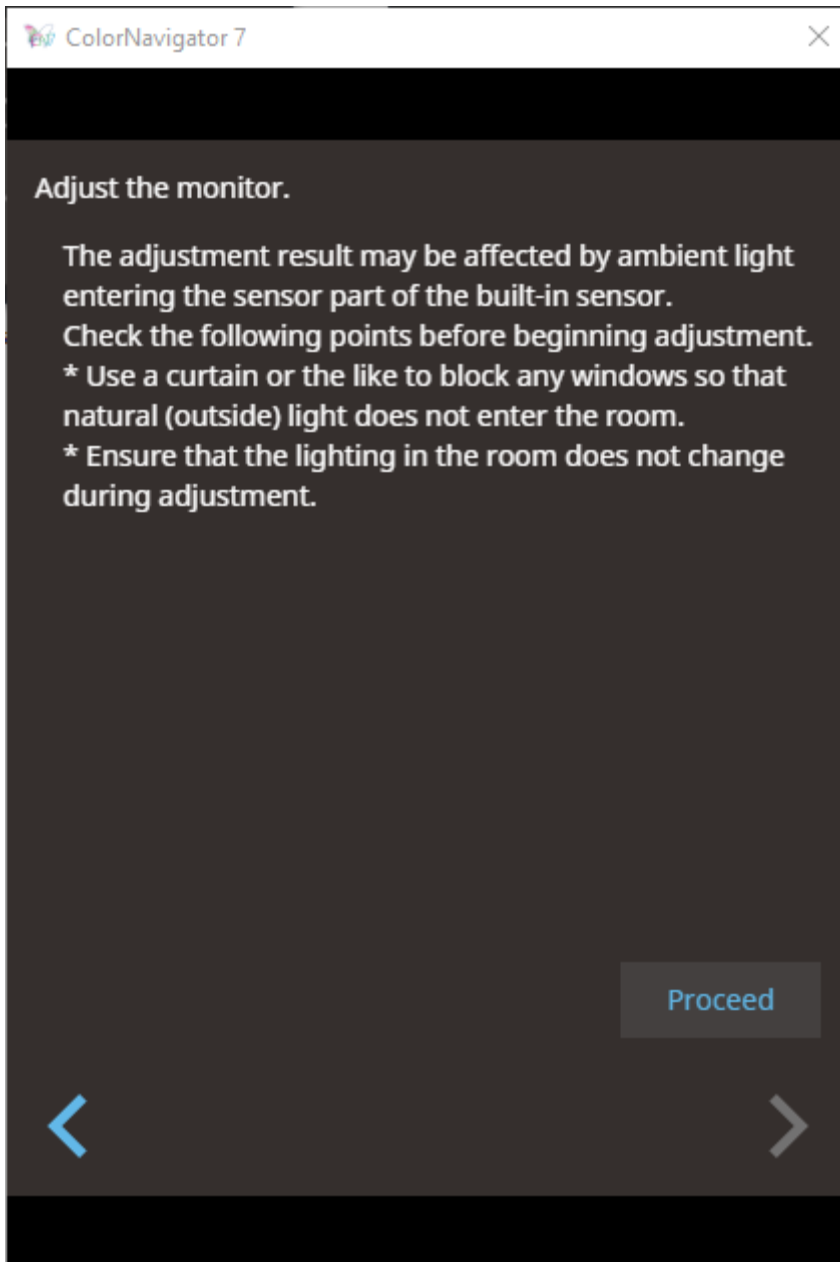 ColorNavigator 7
Adjust the monitor.
The adjustment result may be affected by ambient light
entering the sensor part of the built-in sensor.
Check the following points before beginning adjustment.
* Use a curtain or the like to block any windows so that
natural (outside) light does not enter the room.
* Ensure that the lighting in the room does not change
during adjustment.
Proceed